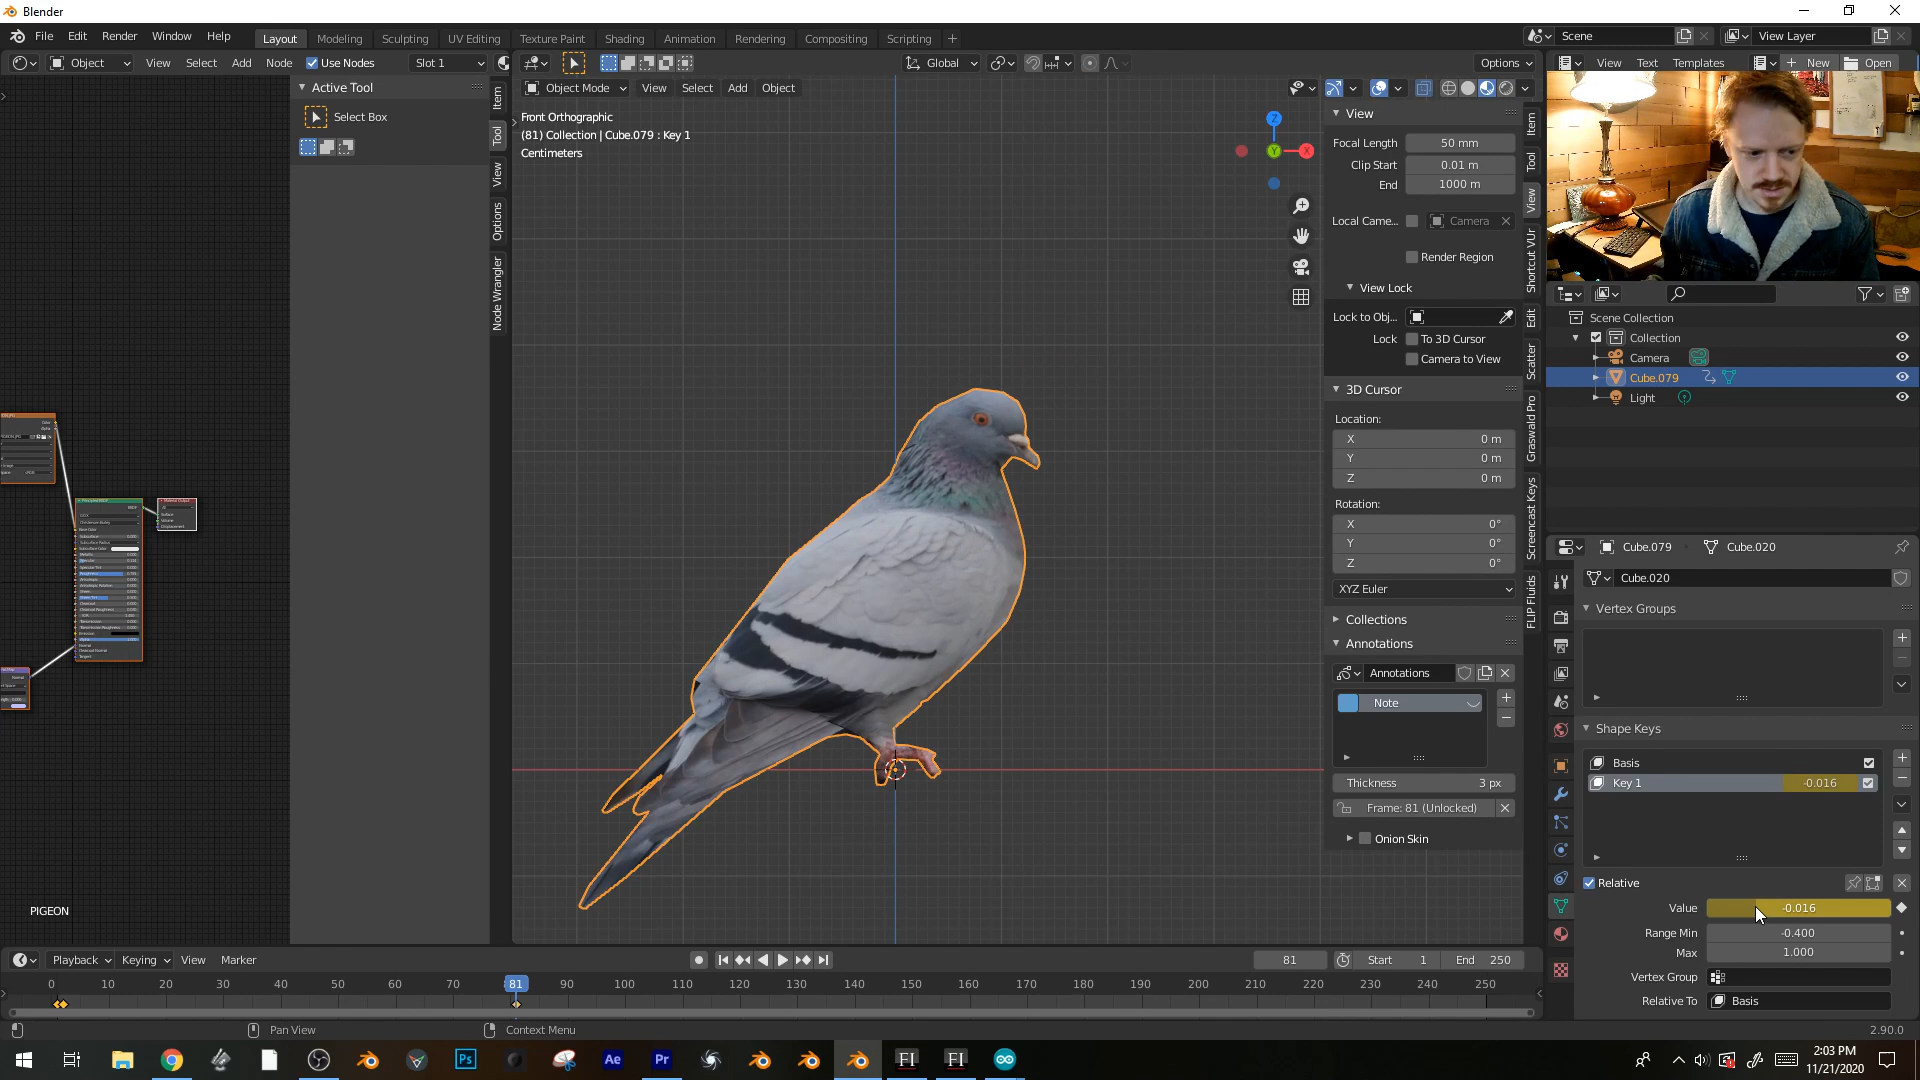 Blender
File Edit Render Window Help
Layout Modeling Sculpting UV Editing Texture Paint Shading Animation Rendering Compositing Scripting
Scene
View Layer
Object View Select Add Node Use Nodes Slot 1
Global
Options
View Text Templates New Open
Active Tool
Select Box
Item
Tool
View
Options
Node Wrangler
Object Mode View Select Add Object
Front Orthographic
(81) Collection | Cube.079 : Key 1
Centimeters
Z
Y
X
View
Focal Length 50 mm
Clip Start 0.01 m
End 1000 m
Local Came... Camera
Render Region
View Lock
Lock to Obj...
Lock To 3D Cursor
Camera to View
3D Cursor
Location:
X 0 m
Y 0 m
Z 0 m
Rotation:
X 0°
Y 0°
Z 0°
XYZ Euler
Collections
Annotations
Annotations
Note
Thickness 3 px
Frame: 81 (Unlocked)
Onion Skin
Item
Tool
View
Shortcut VUr
Edit
Scatter
Graswald Pro
Screencast Keys
FLIP Fluids
Scene Collection
Collection
Camera
Cube.079
Light
Cube.079 Cube.020
Cube.020
Vertex Groups
Shape Keys
Basis
Key 1 -0.016
Relative
Value -0.016
Range Min -0.400
Max 1.000
Vertex Group
Relative To Basis
PIGEON
Playback Keying View Marker
81 Start 1 End 250
0 10 20 30 40 50 60 70 81 90 100 110 120 130 140 150 160 170 180 190 200 210 220 230 240 250
Pan View Context Menu 2.90.0
Ps Ae Pr
2:03 PM
11/21/2020